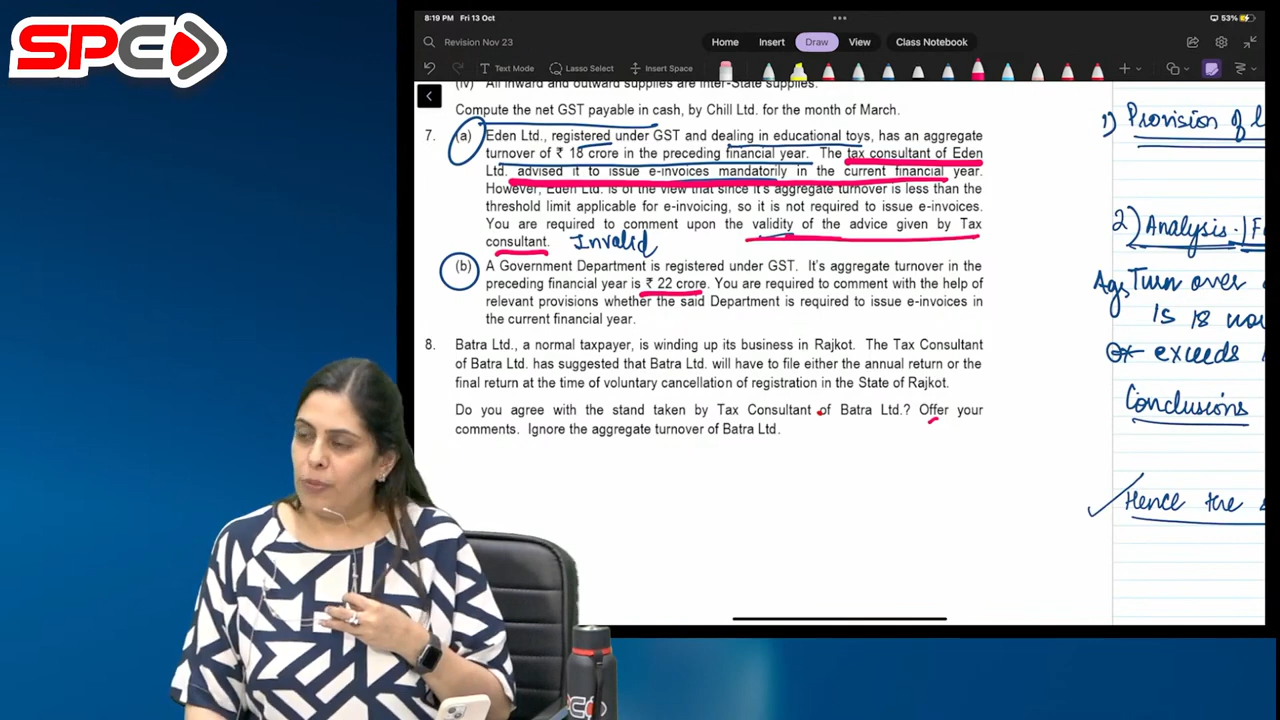 SPC
8:19 PM Fri 13 Oct
53%
Revision Nov 23
Home Insert Draw View Class Notebook
Text Mode Lasso Select Insert Space
(iv) All inward and outward supplies are Inter-State supplies.
Compute the net GST payable in cash, by Chill Ltd. for the month of March.
7. (a) Eden Ltd., registered under GST and dealing in educational toys, has an aggregate
turnover of ₹ 18 crore in the preceding financial year. The tax consultant of Eden
Ltd. advised it to issue e-invoices mandatorily in the current financial year.
However, Eden Ltd. is of the view that since it's aggregate turnover is less than the
threshold limit applicable for e-invoicing, so it is not required to issue e-invoices.
You are required to comment upon the validity of the advice given by Tax
consultant. Invalid
(b) A Government Department is registered under GST. It's aggregate turnover in the
preceding financial year is ₹ 22 crore. You are required to comment with the help of
relevant provisions whether the said Department is required to issue e-invoices in
the current financial year.
8. Batra Ltd., a normal taxpayer, is winding up its business in Rajkot. The Tax Consultant
of Batra Ltd. has suggested that Batra Ltd. will have to file either the annual return or the
final return at the time of voluntary cancellation of registration in the State of Rajkot.
Do you agree with the stand taken by Tax Consultant of Batra Ltd.? Offer your
comments. Ignore the aggregate turnover of Batra Ltd.
1) Provision of
2) Analysis
Agg Turn over
is 18
exceeds
Conclusions
Hence the